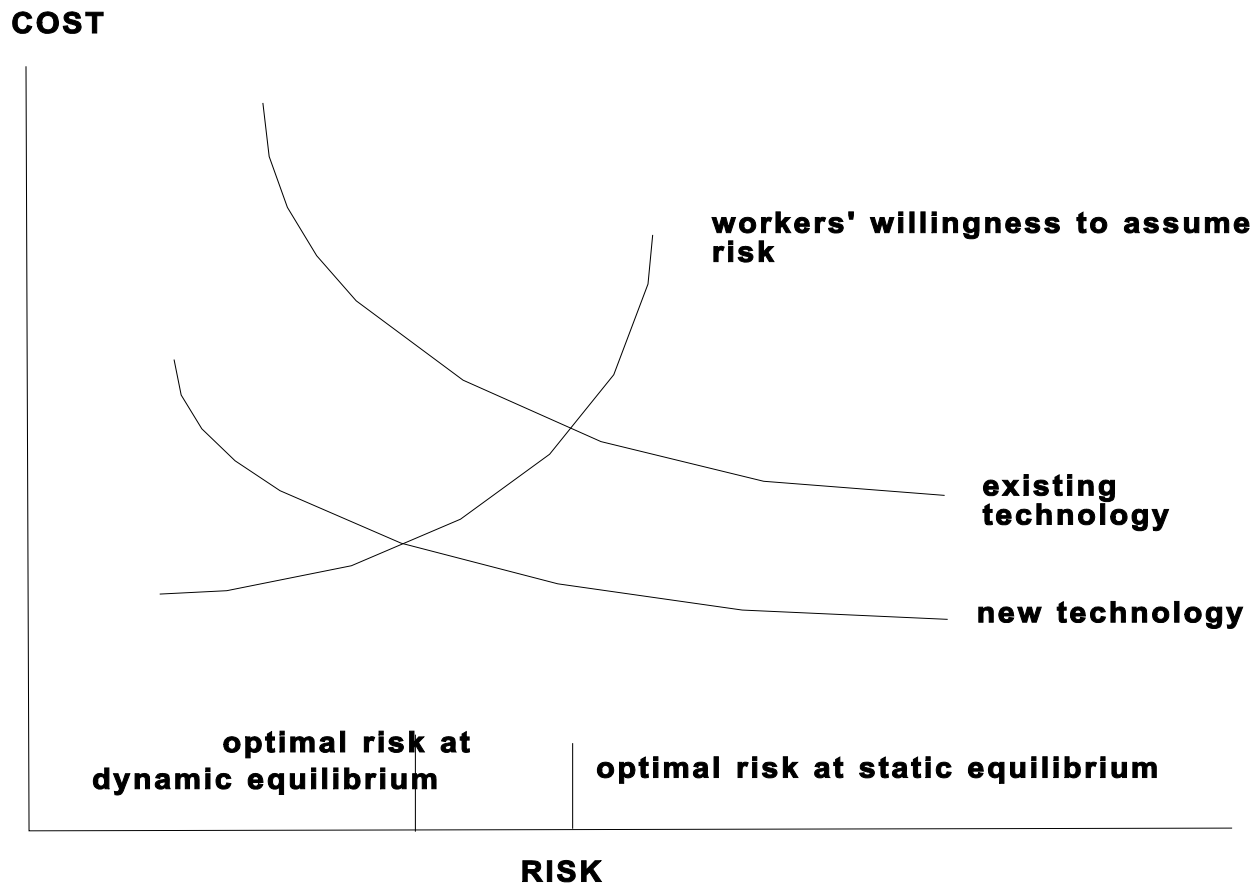 COST
workers' willingness to assume
risk
existing
technology
new technology
optimal risk at
dynamic equilibrium
optimal risk at static equilibrium
RISK